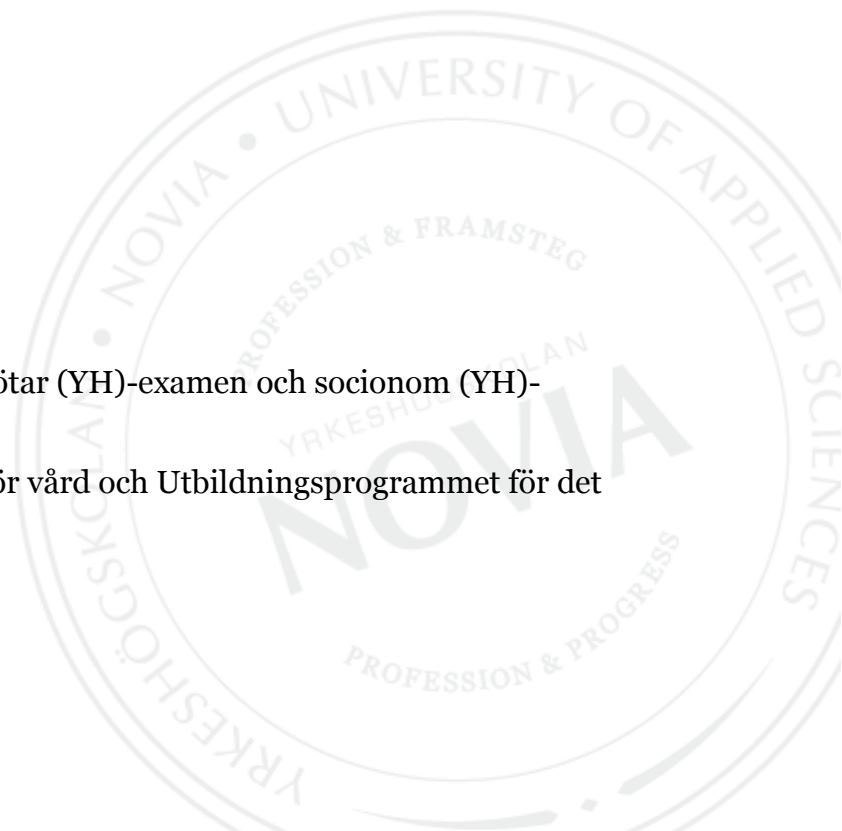 UNIVERSITY OF APPLIED SCIENCES
YRKESHÖGSKOLAN • NOVIA •
PROFESSION & FRAMSTEG
ötar (YH)-examen och socionom (YH)-
YRKESHÖGSKOLAN
NOVIA
ör vård och Utbildningsprogrammet för det
PROFESSION & PROGRESS